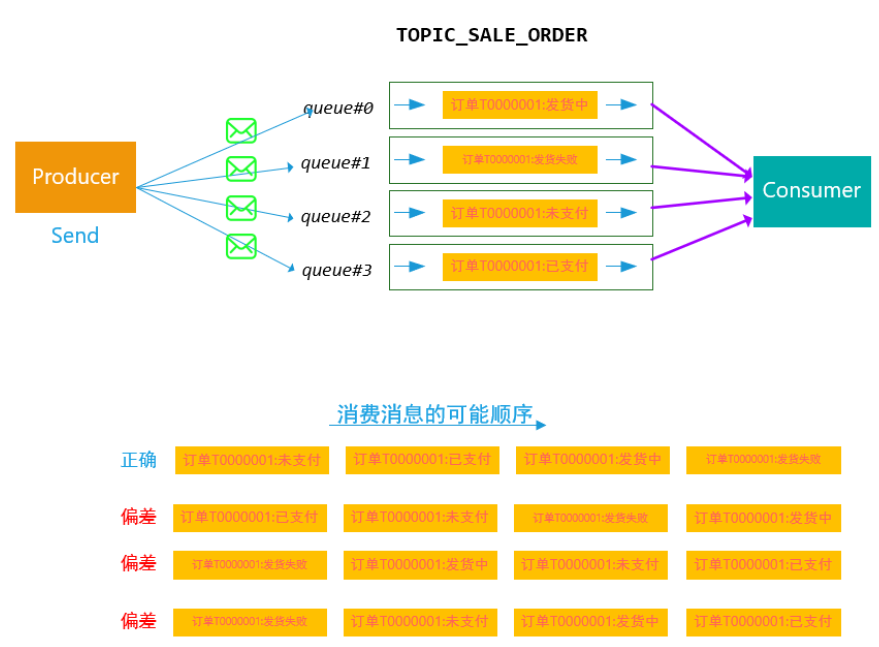 TOPIC_SALE_ORDER
queue#0
订单T0000001:发货中
queue#1
订单T0000001:发货失败
Producer
Consumer
queue#2
订单T0000001:未支付
Send
queue#3
订单T0000001:已支付
消费消息的可能顺序
正确 订单T0000001:未支付 订单T0000001:已支付 订单T0000001:发货中 订单T0000001:发货失败
偏差 订单T0000001:已支付 订单T0000001:未支付 订单T0000001:发货失败 订单T0000001:发货中
偏差 订单T0000001:发货失败 订单T0000001:发货中 订单T0000001:未支付 订单T0000001:已支付
偏差 订单T0000001:发货失败 订单T0000001:未支付 订单T0000001:发货中 订单T0000001:已支付